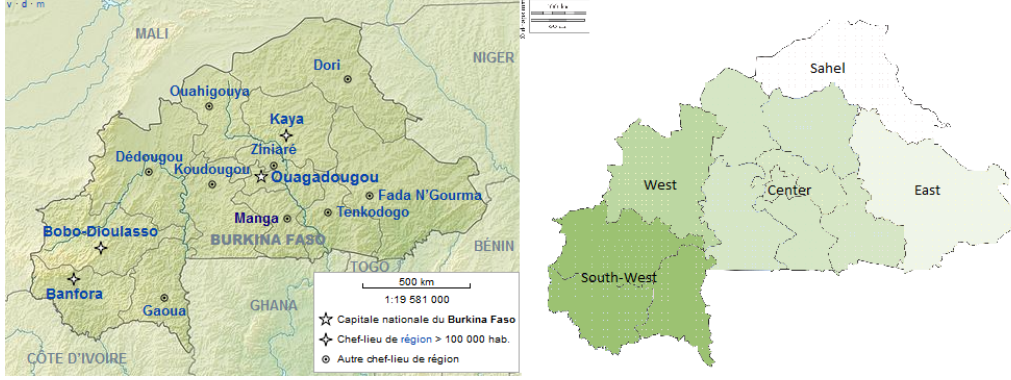 v · d · m
MALI
NIGER
Dori
Ouahigouya
Kaya
Ziniaré
Dédougou
Koudougou
Ouagadougou
Fada N'Gourma
Tenkodogo
Manga
Bobo-Dioulasso
BURKINA FASO
BÉNIN
TOGO
Banfora
Gaoua
GHANA
CÔTE D'IVOIRE
500 km
1:19 581 000
Capitale nationale du Burkina Faso
Chef-lieu de région > 100 000 hab.
Autre chef-lieu de région
100 km
Sahel
West
Center
East
South-West